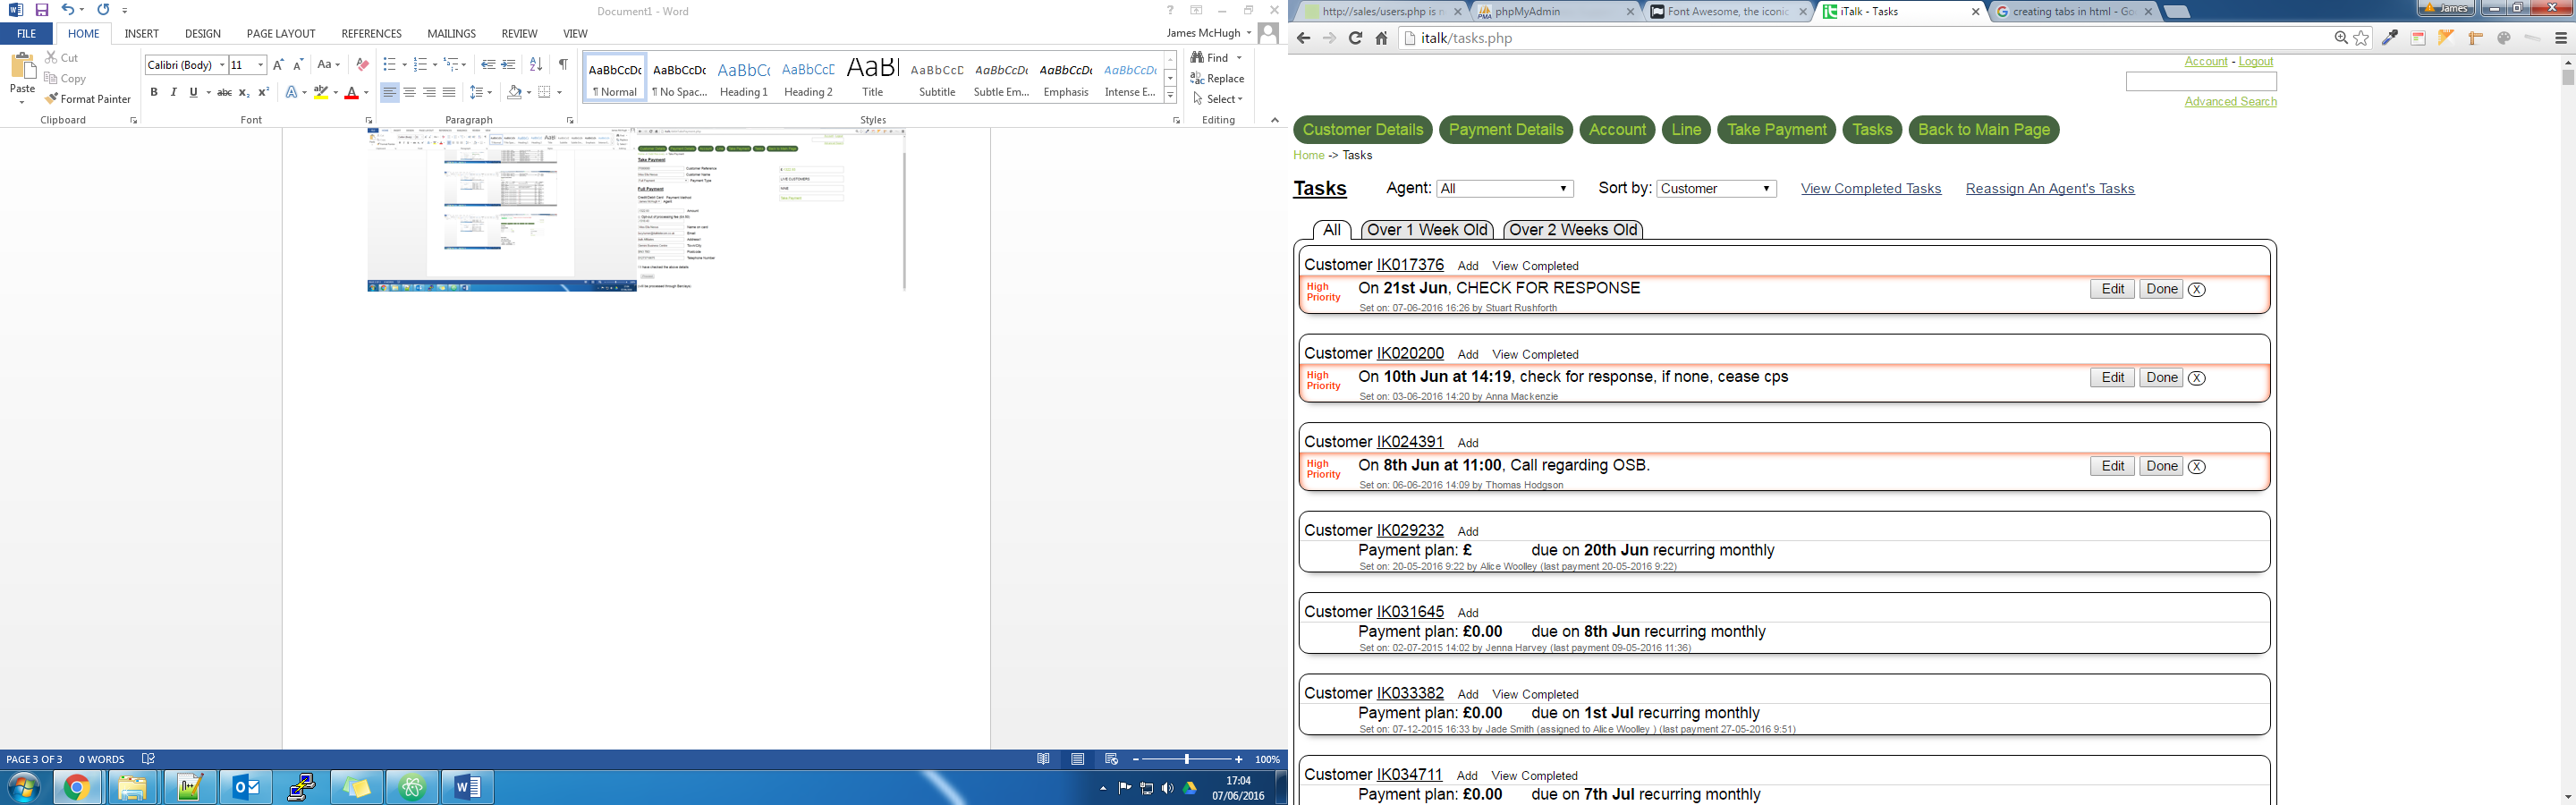 Document1 - Word
FILE HOME INSERT DESIGN PAGE LAYOUT REFERENCES MAILINGS REVIEW VIEW James McHugh
Paste Cut Copy Format Painter Clipboard
Calibri (Body) 11 Font
Paragraph
AaBbCcDc ¶ Normal
AaBbCcDc ¶ No Spac...
AaBbCc Heading 1
AaBbCcE Heading 2
AaBl Title
AaBbCcD Subtitle
AaBbCcDc Subtle Em...
AaBbCcDc Emphasis
AaBbCcDc Intense E...
Styles
Find
Replace
Select
Editing
Take Payment
Full Payment
PAGE 3 OF 3 0 WORDS 100%
17:04
07/06/2016
http://sales/users.php is n phpMyAdmin Font Awesome, the iconic iTalk - Tasks creating tabs in html - Go James
italk/tasks.php
Account - Logout
Advanced Search
Customer Details Payment Details Account Line Take Payment Tasks Back to Main Page
Home -> Tasks
Tasks Agent: All Sort by: Customer View Completed Tasks Reassign An Agent's Tasks
All Over 1 Week Old Over 2 Weeks Old
Customer IK017376 Add View Completed
High Priority On 21st Jun, CHECK FOR RESPONSE Edit Done X
Set on: 07-06-2016 16:26 by Stuart Rushforth
Customer IK020200 Add View Completed
High Priority On 10th Jun at 14:19, check for response, if none, cease cps Edit Done X
Set on: 03-06-2016 14:20 by Anna Mackenzie
Customer IK024391 Add
High Priority On 8th Jun at 11:00, Call regarding OSB. Edit Done X
Set on: 06-06-2016 14:09 by Thomas Hodgson
Customer IK029232 Add
Payment plan: £ due on 20th Jun recurring monthly
Set on: 20-05-2016 9:22 by Alice Woolley (last payment 20-05-2016 9:22)
Customer IK031645 Add
Payment plan: £0.00 due on 8th Jun recurring monthly
Set on: 02-07-2015 14:02 by Jenna Harvey (last payment 09-05-2016 11:36)
Customer IK033382 Add View Completed
Payment plan: £0.00 due on 1st Jul recurring monthly
Set on: 07-12-2015 16:33 by Jade Smith (assigned to Alice Woolley ) (last payment 27-05-2016 9:51)
Customer IK034711 Add View Completed
Payment plan: £0.00 due on 7th Jul recurring monthly